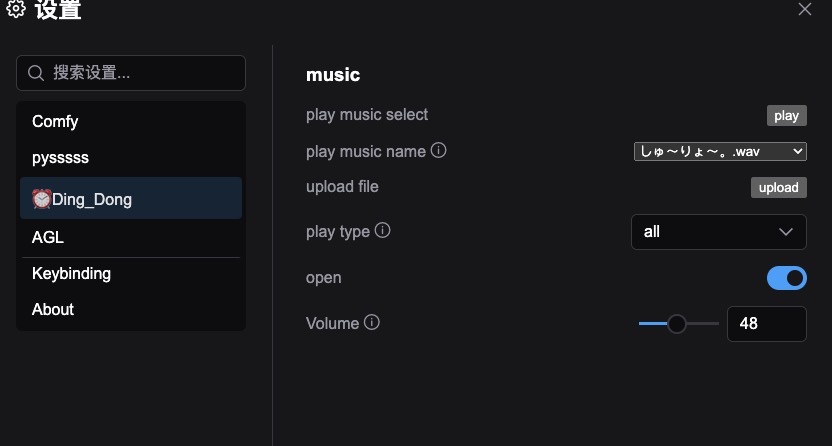 设置
搜索设置...
Comfy
pysssss
⏰Ding_Dong
AGL
Keybinding
About
music
play music select play
play music name しゅ～りょ～。.wav
upload file upload
play type all
open
Volume 48